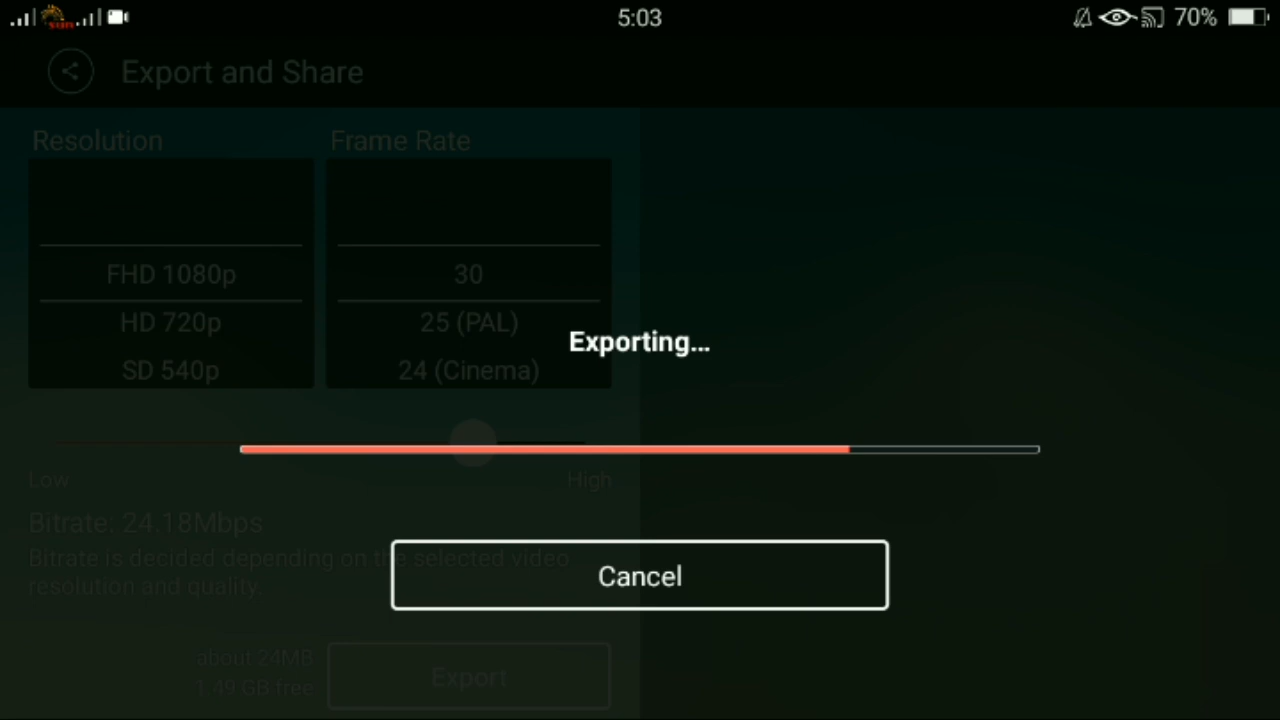 5:03
70%
Export and Share
Resolution
Frame Rate
FHD 1080p
30
HD 720p
25 (PAL)
SD 540p
24 (Cinema)
Exporting...
Low
High
Bitrate: 24.18Mbps
Bitrate is decided depending on the selected video
resolution and quality.
Cancel
about 24MB
1.49 GB free
Export